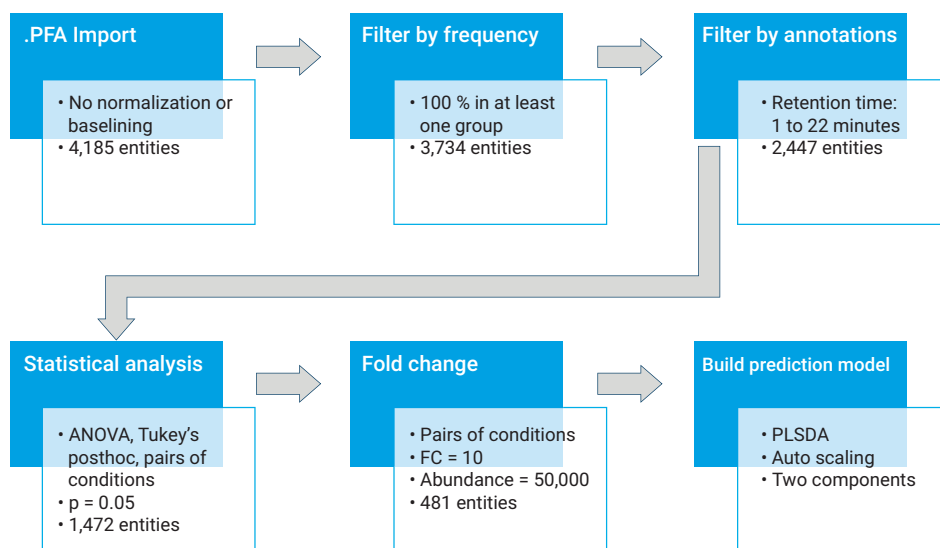 .PFA Import
• No normalization or
baselining
• 4,185 entities
Filter by frequency
• 100 % in at least
one group
• 3,734 entities
Filter by annotations
• Retention time:
1 to 22 minutes
• 2,447 entities
Statistical analysis
• ANOVA, Tukey's
posthoc, pairs of
conditions
• p = 0.05
• 1,472 entities
Fold change
• Pairs of conditions
• FC = 10
• Abundance = 50,000
• 481 entities
Build prediction model
• PLSDA
• Auto scaling
• Two components